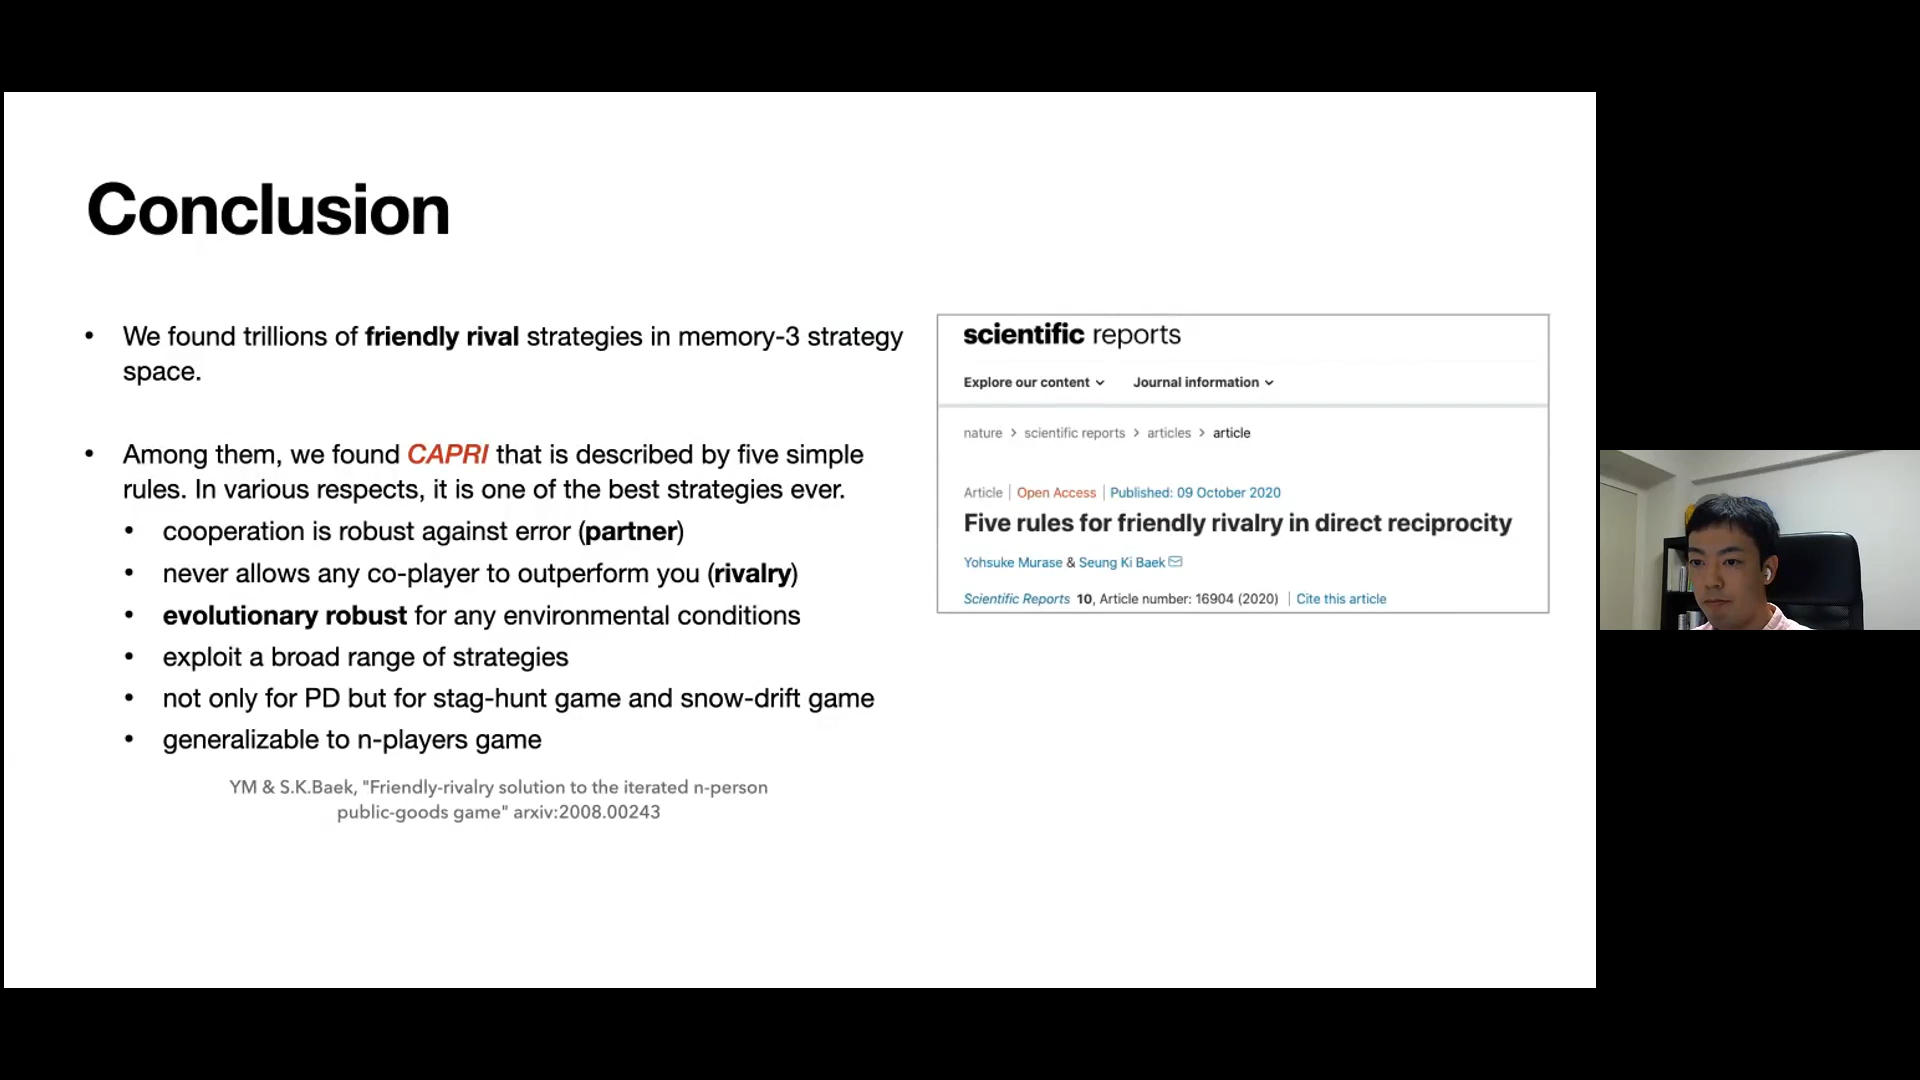 Conclusion
• We found trillions of friendly rival strategies in memory-3 strategy
space.
• Among them, we found CAPRI that is described by five simple
rules. In various respects, it is one of the best strategies ever.
• cooperation is robust against error (partner)
• never allows any co-player to outperform you (rivalry)
• evolutionary robust for any environmental conditions
• exploit a broad range of strategies
• not only for PD but for stag-hunt game and snow-drift game
• generalizable to n-players game
YM & S.K.Baek, "Friendly-rivalry solution to the iterated n-person
public-goods game" arxiv:2008.00243
scientific reports
Explore our content Journal information
nature > scientific reports > articles > article
Article | Open Access | Published: 09 October 2020
Five rules for friendly rivalry in direct reciprocity
Yohsuke Murase & Seung Ki Baek
Scientific Reports 10, Article number: 16904 (2020) | Cite this article